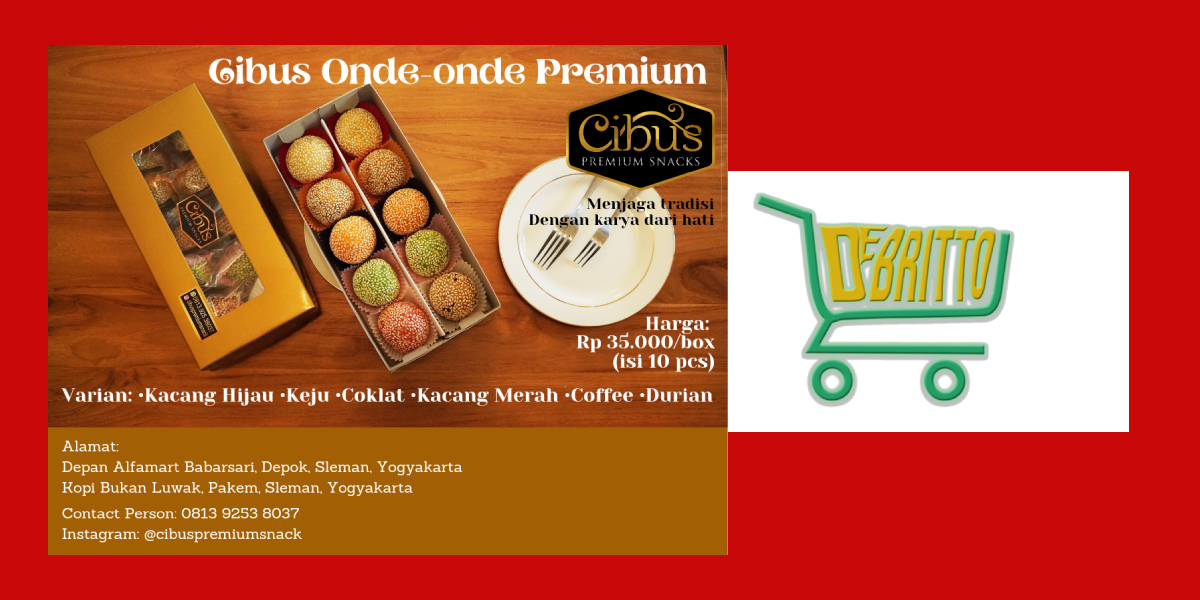 Cibus Onde-onde Premium
Cibus
PREMIUM SNACKS
Menjaga tradisi
Dengan karya dari hati
Cibus
Harga:
Rp 35.000/box
(isi 10 pcs)
Varian: •Kacang Hijau •Keju •Coklat •Kacang Merah •Coffee •Durian
Alamat:
Depan Alfamart Babarsari, Depok, Sleman, Yogyakarta
Kopi Bukan Luwak, Pakem, Sleman, Yogyakarta
Contact Person: 0813 9253 8037
Instagram: @cibuspremiumsnack
DEBRITTO